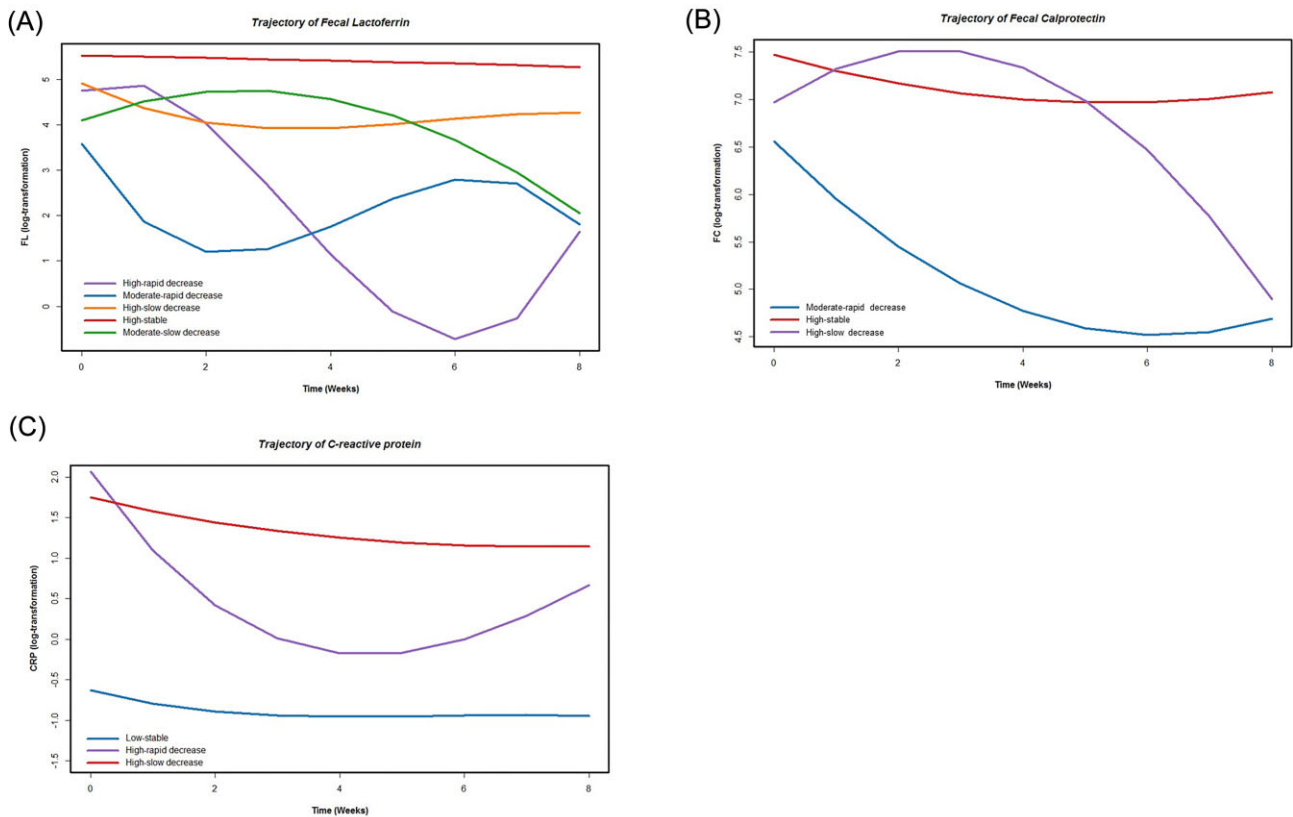 (A)
Trajectory of Fecal Lactoferrin
FL (log-transformation)
5
4
3
2
1
0
High-rapid decrease
Moderate-rapid decrease
High-slow decrease
High-stable
Moderate-slow decrease
0 2 4 6 8
Time (Weeks)
(B)
Trajectory of Fecal Calprotectin
FC (log-transformation)
7.5
7.0
6.5
6.0
5.5
5.0
4.5
Moderate-rapid decrease
High-stable
High-slow decrease
0 2 4 6 8
Time (Weeks)
(C)
Trajectory of C-reactive protein
CRP (log-transformation)
2.0
1.5
1.0
0.5
0.0
-0.5
-1.0
-1.5
Low-stable
High-rapid decrease
High-slow decrease
0 2 4 6 8
Time (Weeks)